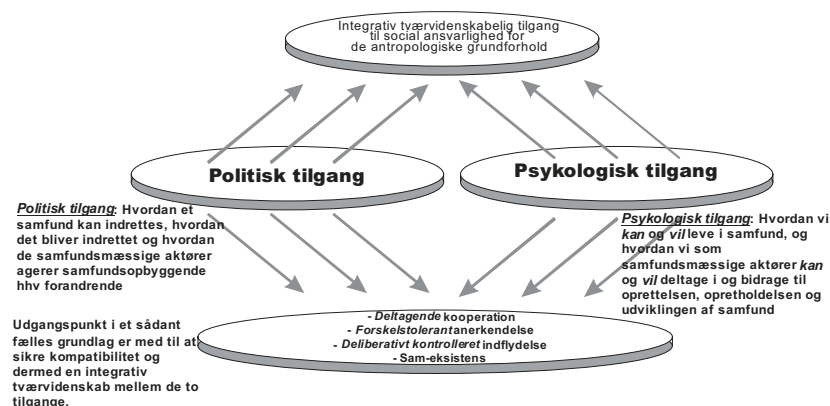 Integrativ tværvidenskabelig tilgang
til social ansvarlighed for
de antropologiske grundforhold
Politisk tilgang
Psykologisk tilgang
Politisk tilgang: Hvordan et
samfund kan indrettes, hvordan
det bliver indrettet og hvordan
de samfundsmæssige aktører
agerer samfundsopbyggende
hhv forandrende
Psykologisk tilgang: Hvordan vi
kan og vil leve i samfund, og
hvordan vi som
samfundsmæssige aktører kan
og vil deltage i og bidrage til
oprettelsen, opretholdelsen og
udviklingen af samfund
Udgangspunkt i et sådant
fælles grundlag er med til at
sikre kompatibilitet og
dermed en integrativ
tværvidenskab mellem de to
tilgange.
- Deltagende kooperation
- Forskelstolerant anerkendelse
- Deliberativt kontrolleret indflydelse
- Sam-eksistens